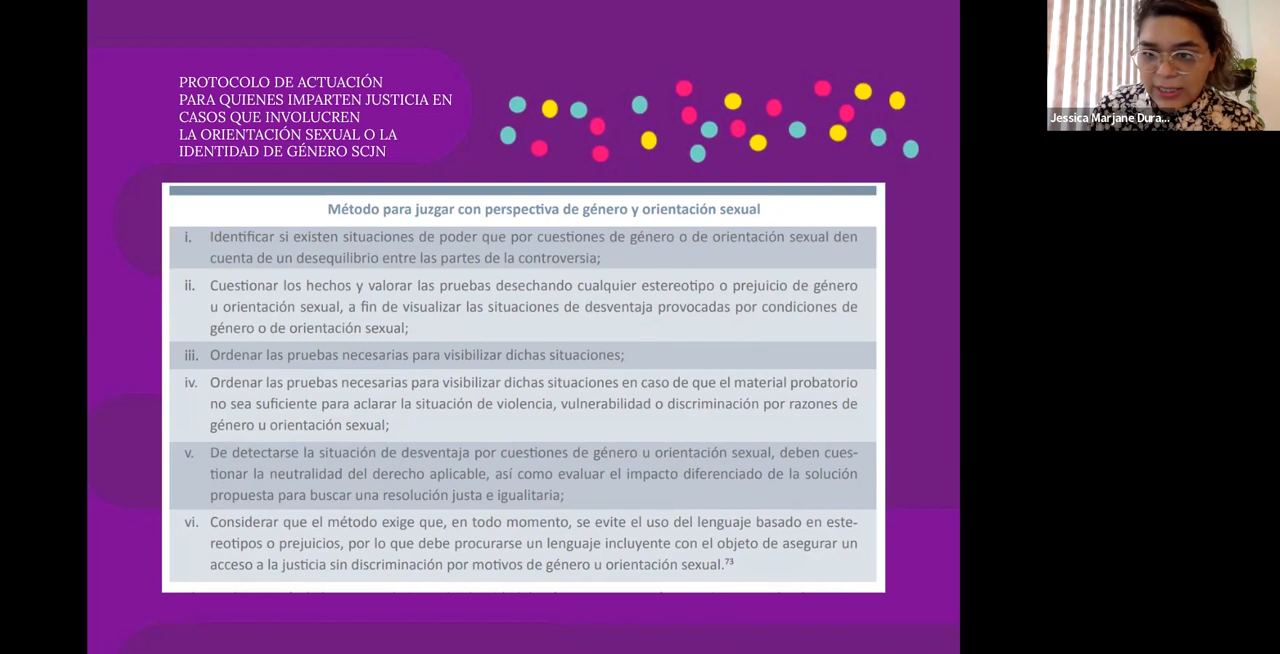 PROTOCOLO DE ACTUACIÓN
PARA QUIENES IMPARTEN JUSTICIA EN
CASOS QUE INVOLUCREN
LA ORIENTACIÓN SEXUAL O LA
IDENTIDAD DE GÉNERO SCJN
Jessica Marjane Dura...
Método para juzgar con perspectiva de género y orientación sexual
i. Identificar si existen situaciones de poder que por cuestiones de género o de orientación sexual den
cuenta de un desequilibrio entre las partes de la controversia;
ii. Cuestionar los hechos y valorar las pruebas desechando cualquier estereotipo o prejuicio de género
u orientación sexual, a fin de visualizar las situaciones de desventaja provocadas por condiciones de
género o de orientación sexual;
iii. Ordenar las pruebas necesarias para visibilizar dichas situaciones;
iv. Ordenar las pruebas necesarias para visibilizar dichas situaciones en caso de que el material probatorio
no sea suficiente para aclarar la situación de violencia, vulnerabilidad o discriminación por razones de
género u orientación sexual;
v. De detectarse la situación de desventaja por cuestiones de género u orientación sexual, deben cues-
tionar la neutralidad del derecho aplicable, así como evaluar el impacto diferenciado de la solución
propuesta para buscar una resolución justa e igualitaria;
vi. Considerar que el método exige que, en todo momento, se evite el uso del lenguaje basado en este-
reotipos o prejuicios, por lo que debe procurarse un lenguaje incluyente con el objeto de asegurar un
acceso a la justicia sin discriminación por motivos de género u orientación sexual.⁷³